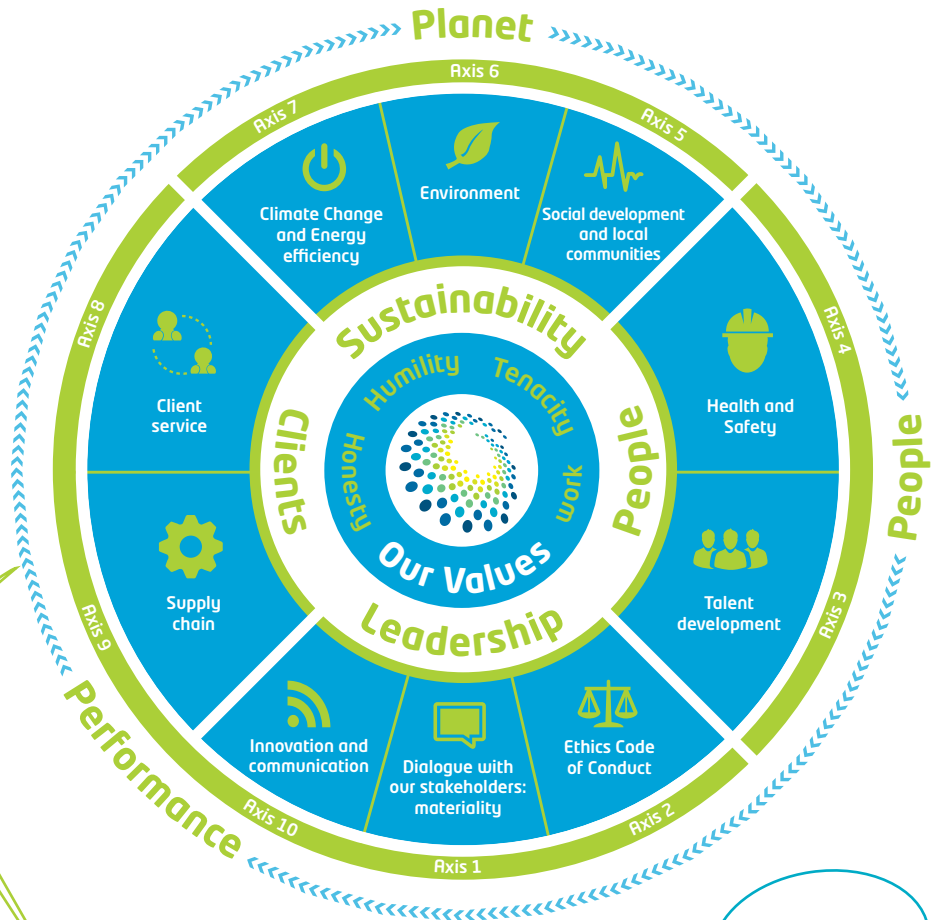 Planet
Axis 6
Axis 7
Axis 5
Environment
Climate Change
and Energy
efficiency
Social development
and local
communities
Axis 8
Axis 4
Sustainability
Humility
Tenacity
Client
service
Health and
Safety
Clients
People
People
Honesty
Work
Our Values
Supply
chain
Talent
development
Axis 9
Axis 3
Leadership
Performance
Innovation and
communication
Dialogue with
our stakeholders:
materiality
Ethics Code
of Conduct
Axis 10
Axis 2
Axis 1